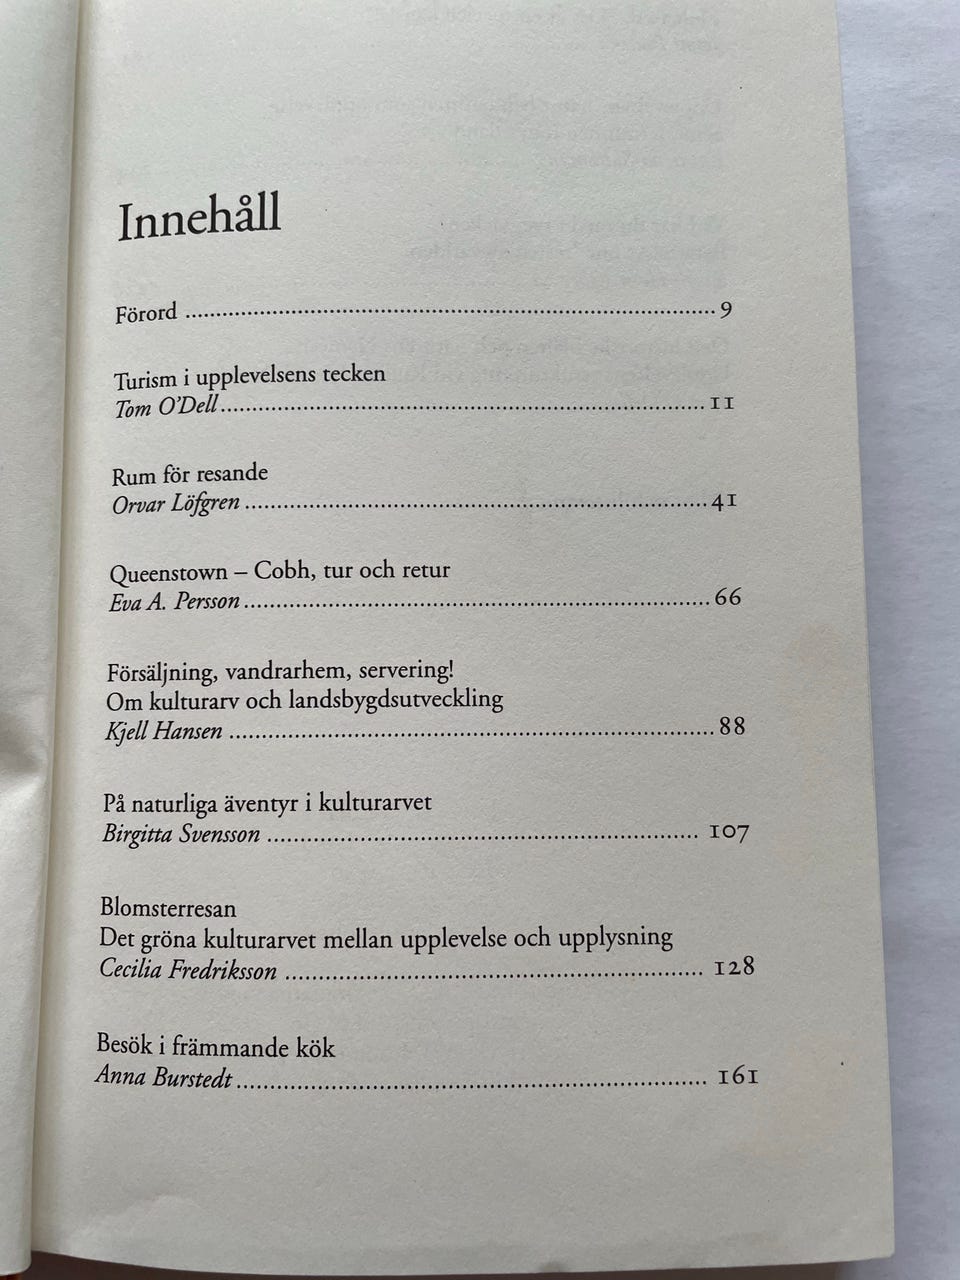 Innehåll
Förord ........ 9
Turism i upplevelsens tecken
Tom O'Dell ........ 11
Rum för resande
Orvar Löfgren ........ 41
Queenstown – Cobh, tur och retur
Eva A. Persson ........ 66
Försäljning, vandrarhem, servering!
Om kulturarv och landsbygdsutveckling
Kjell Hansen ........ 88
På naturliga äventyr i kulturarvet
Birgitta Svensson ........ 107
Blomsterresan
Det gröna kulturarvet mellan upplevelse och upplysning
Cecilia Fredriksson ........ 128
Besök i främmande kök
Anna Burstedt ........ 161